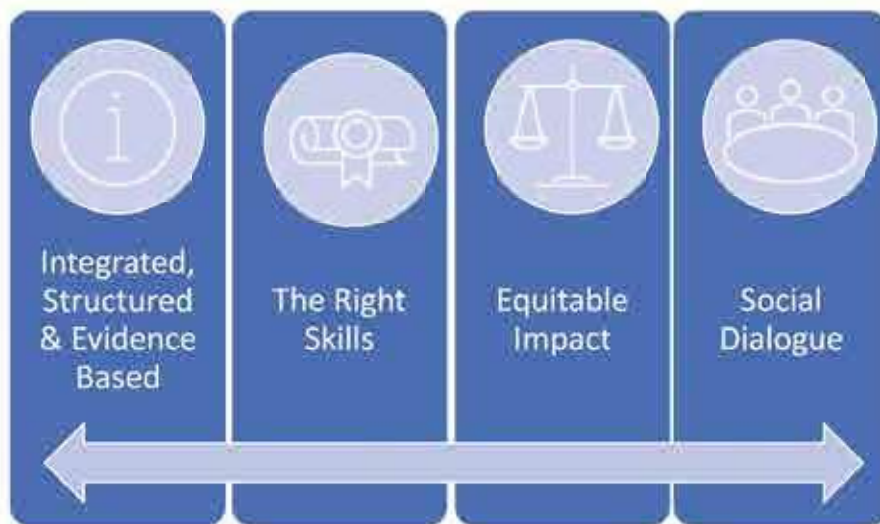 Integrated,
Structured
& Evidence
Based
The Right
Skills
Equitable
Impact
Social
Dialogue